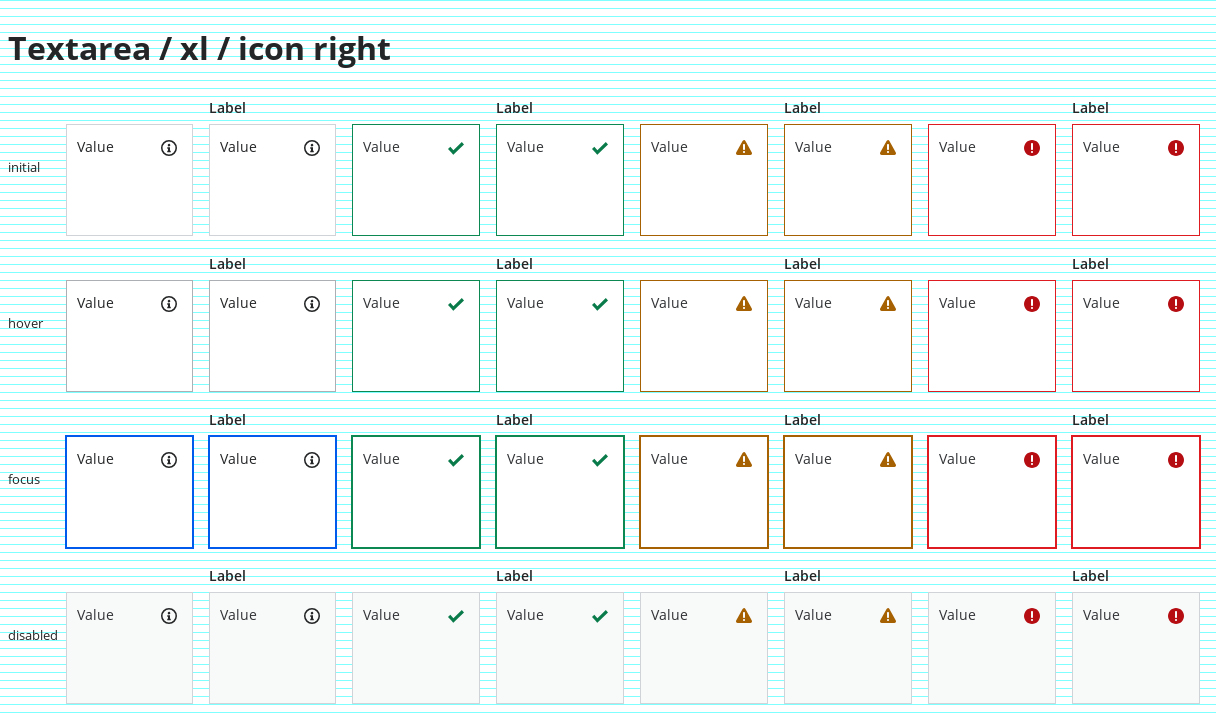 Textarea / xl / icon right
Label Label Label Label
initial Value Value Value Value Value Value Value Value
Label Label Label Label
hover Value Value Value Value Value Value Value Value
Label Label Label Label
focus Value Value Value Value Value Value Value Value
Label Label Label Label
disabled Value Value Value Value Value Value Value Value